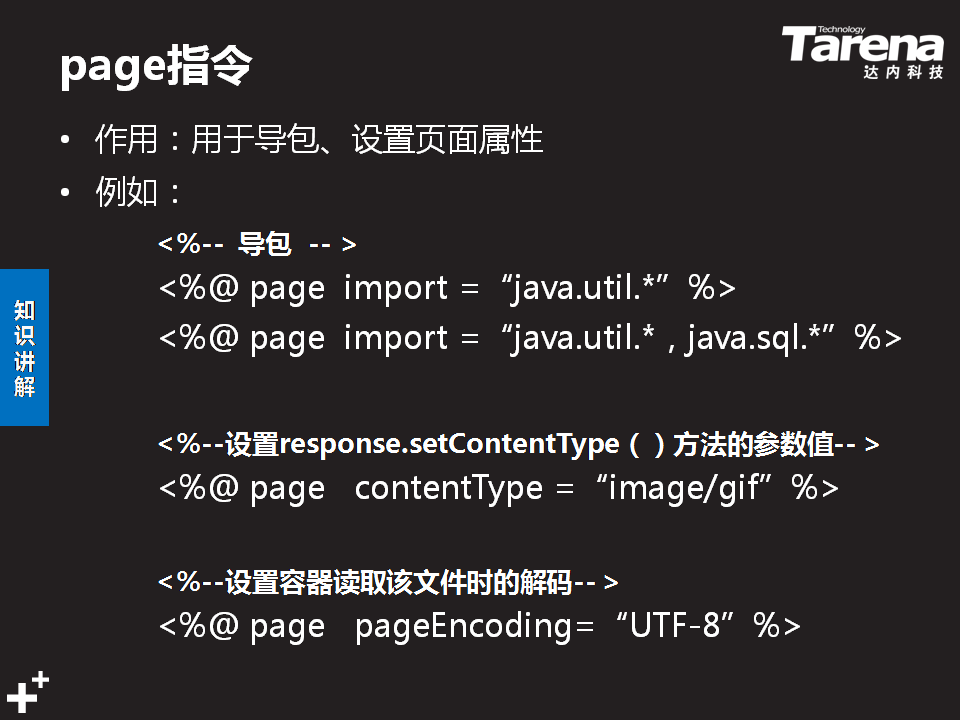 page指令
Technology
Tarena
达内科技
• 作用：用于导包、设置页面属性
• 例如：
<%-- 导包 -- >
<%@ page import = “java.util.*” %>
<%@ page import = “java.util.* , java.sql.*” %>
知识讲解
<%--设置response.setContentType（ ）方法的参数值-- >
<%@ page contentType = “image/gif” %>
<%--设置容器读取该文件时的解码-- >
<%@ page pageEncoding= “UTF-8” %>